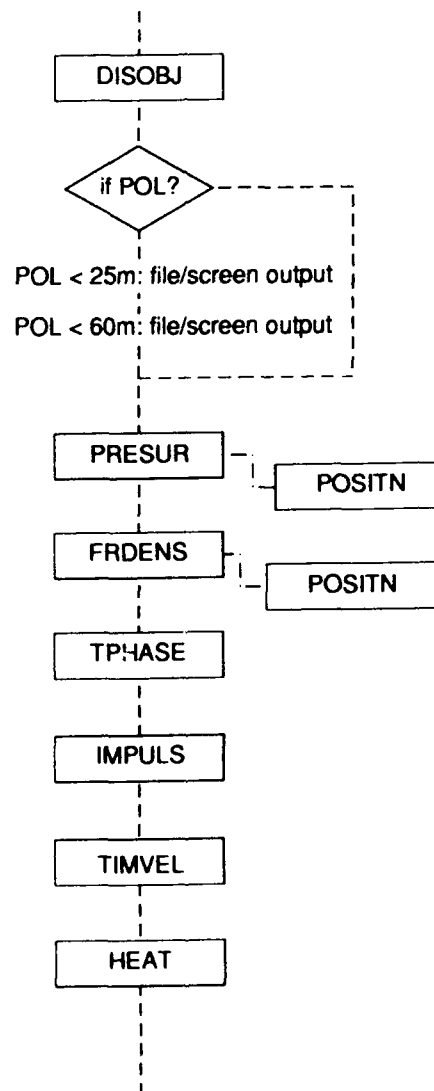 DISOBJ
if POL?
POL < 25m: file/screen output
POL < 60m: file/screen output
PRESUR
POSITN
FRDENS
POSITN
TPHASE
IMPULS
TIMVEL
HEAT